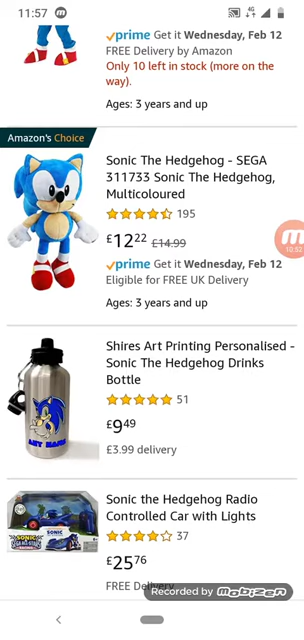 11:57
prime Get it Wednesday, Feb 12
FREE Delivery by Amazon
Only 10 left in stock (more on the
way).
Ages: 3 years and up
Amazon's Choice
Sonic The Hedgehog - SEGA
311733 Sonic The Hedgehog,
Multicoloured
195
£12.22 £14.99
prime Get it Wednesday, Feb 12
Eligible for FREE UK Delivery
Ages: 3 years and up
Shires Art Printing Personalised -
Sonic The Hedgehog Drinks
Bottle
51
£9.49
£3.99 delivery
ANY NAME
Sonic the Hedgehog Radio
Controlled Car with Lights
37
£25.76
FREE Delivery
SONIC
Recorded by mobizen